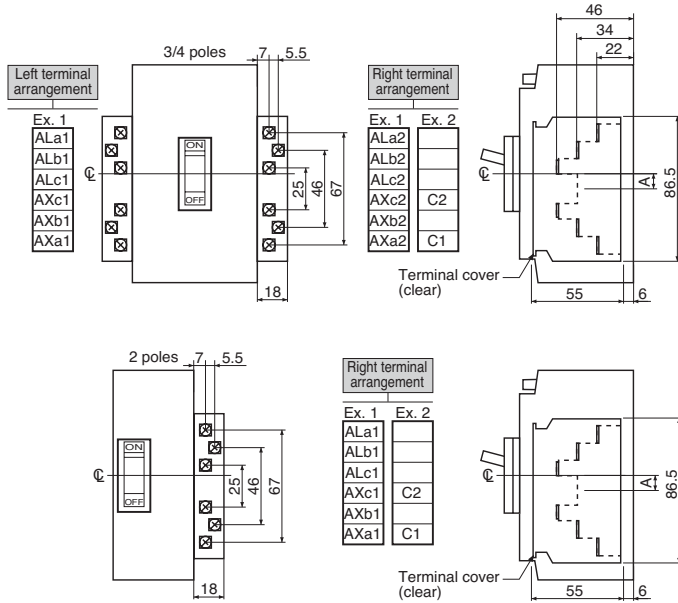 3/4 poles
7
5.5
46
34
22
Left terminal
arrangement
Right terminal
arrangement
Ex. 1
ALa1
ALb1
ALc1
AXc1
AXb1
AXa1
ON
OFF
25
46
67
18
Ex. 1
Ex. 2
ALa2
ALb2
ALc2
AXc2
C2
AXb2
AXa2
C1
℄
℄
A
86.5
Terminal cover
(clear)
55
6
2 poles
7
5.5
Right terminal
arrangement
Ex. 1
Ex. 2
ALa1
ALb1
ALc1
AXc1
C2
AXb1
AXa1
C1
℄
ON
OFF
25
46
67
18
℄
A
86.5
Terminal cover
(clear)
55
6